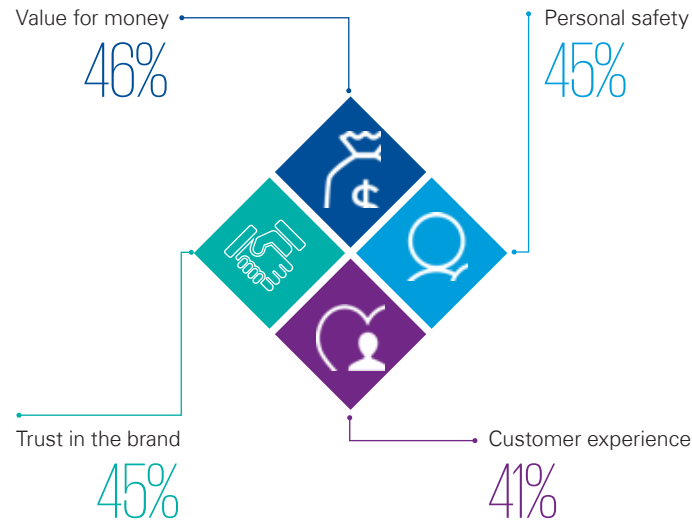 Value for money
46%
Personal safety
45%
¢
Trust in the brand
45%
Customer experience
41%